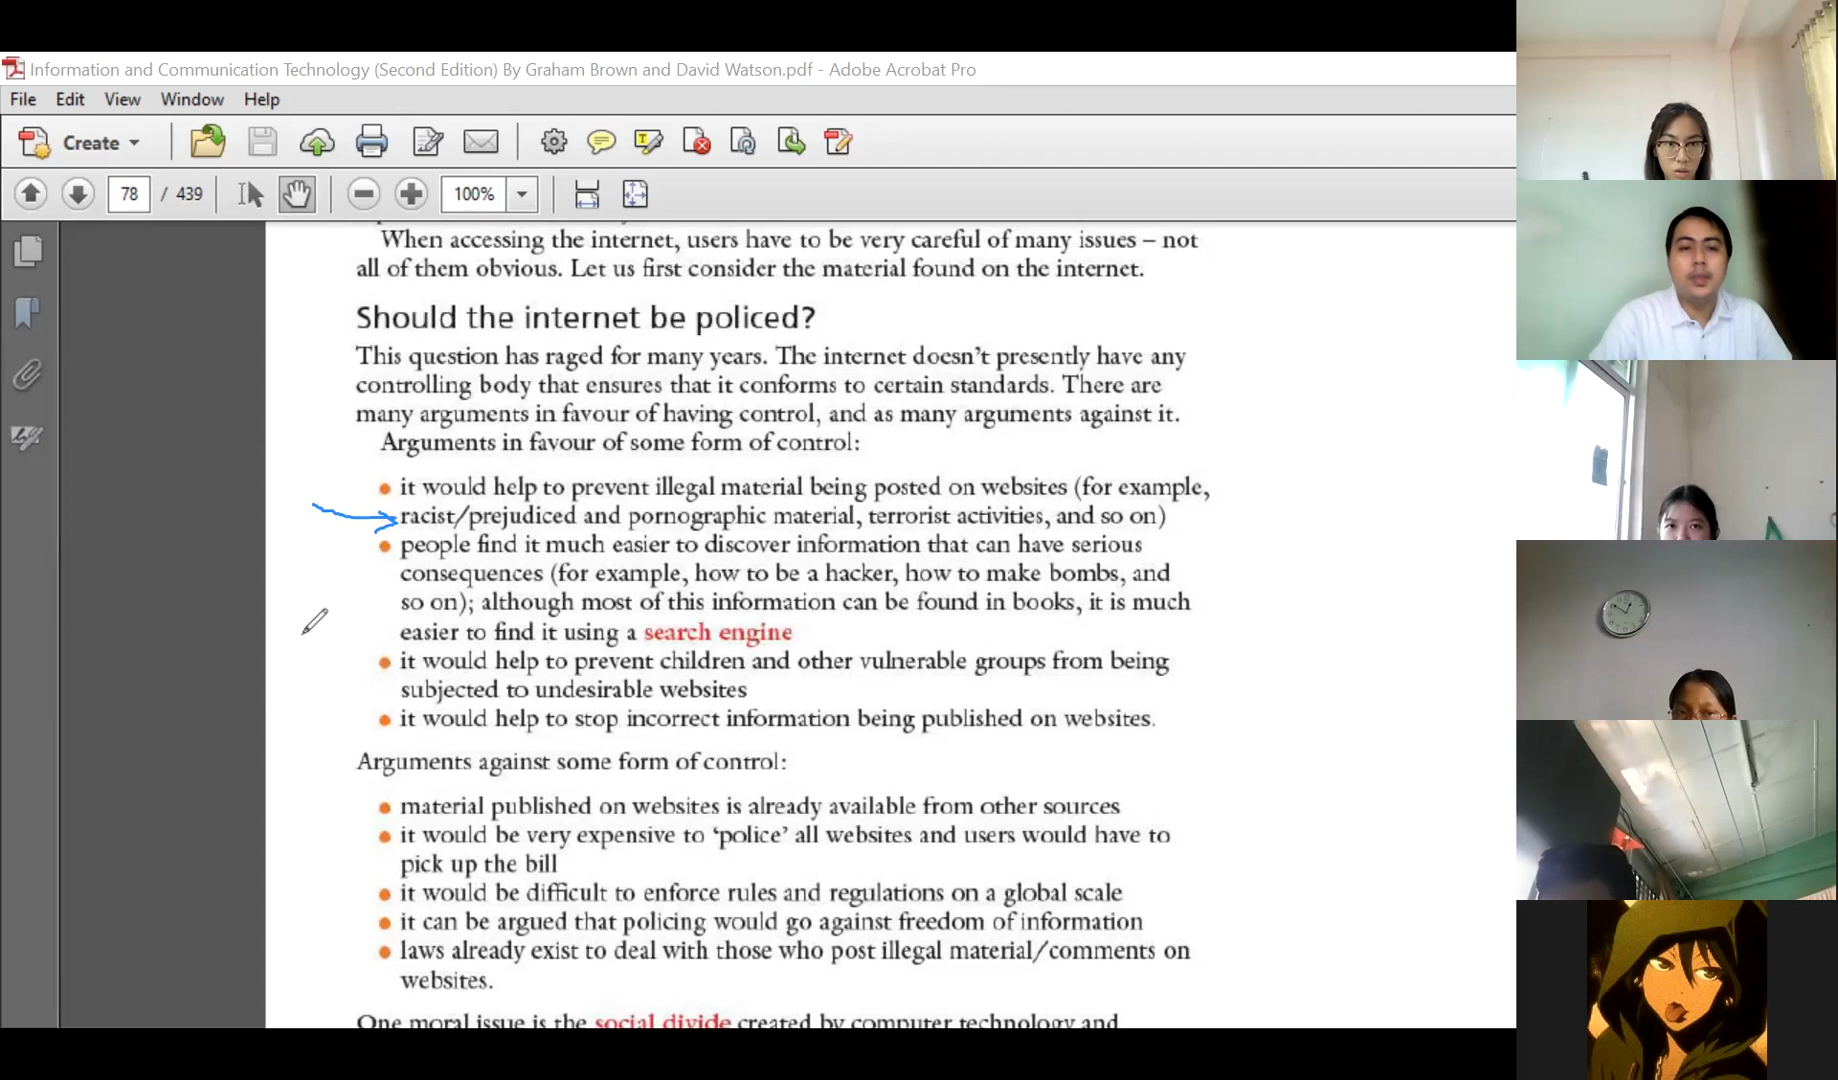 Information and Communication Technology (Second Edition) By Graham Brown and David Watson.pdf - Adobe Acrobat Pro
File Edit View Window Help
Create
78 / 439 100%
When accessing the internet, users have to be very careful of many issues – not
all of them obvious. Let us first consider the material found on the internet.
Should the internet be policed?
This question has raged for many years. The internet doesn't presently have any
controlling body that ensures that it conforms to certain standards. There are
many arguments in favour of having control, and as many arguments against it.
Arguments in favour of some form of control:
• it would help to prevent illegal material being posted on websites (for example,
racist/prejudiced and pornographic material, terrorist activities, and so on)
• people find it much easier to discover information that can have serious
consequences (for example, how to be a hacker, how to make bombs, and
so on); although most of this information can be found in books, it is much
easier to find it using a search engine
• it would help to prevent children and other vulnerable groups from being
subjected to undesirable websites
• it would help to stop incorrect information being published on websites.
Arguments against some form of control:
• material published on websites is already available from other sources
• it would be very expensive to ‘police’ all websites and users would have to
pick up the bill
• it would be difficult to enforce rules and regulations on a global scale
• it can be argued that policing would go against freedom of information
• laws already exist to deal with those who post illegal material/comments on
websites.
One moral issue is the social divide created by computer technology and